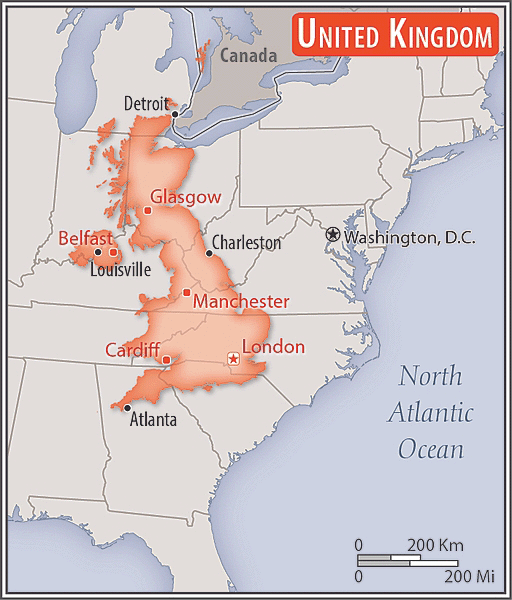 UNITED KINGDOM
Canada
Detroit
Glasgow
Belfast
Charleston
Washington, D.C.
Louisville
Manchester
Cardiff
London
North
Atlantic
Ocean
Atlanta
0 200 Km
0 200 Mi